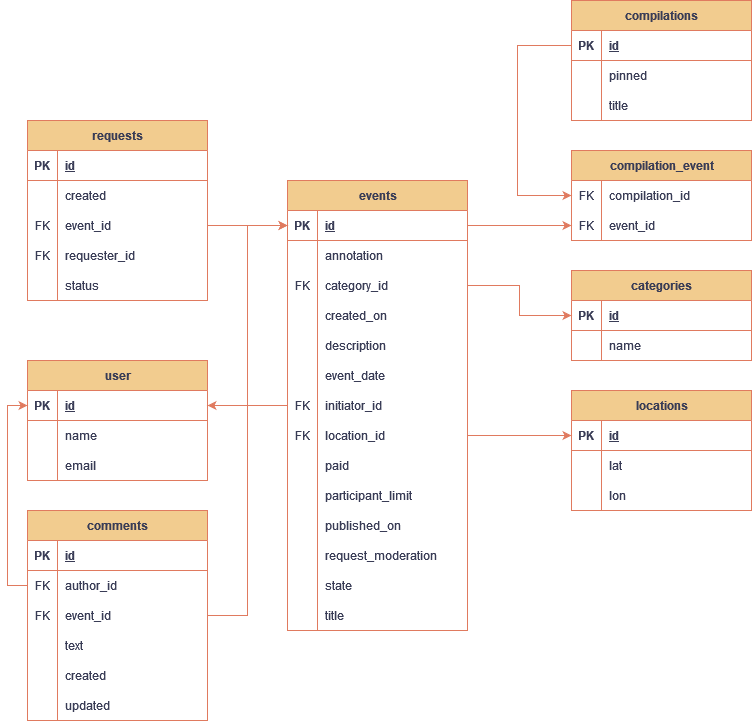 compilations
PK id
pinned
title
requests
PK id
created
FK event_id
FK requester_id
status
events
PK id
annotation
FK category_id
created_on
description
event_date
FK initiator_id
FK location_id
paid
participant_limit
published_on
request_moderation
state
title
compilation_event
FK compilation_id
FK event_id
categories
PK id
name
user
PK id
name
email
locations
PK id
lat
lon
comments
PK id
FK author_id
FK event_id
text
created
updated